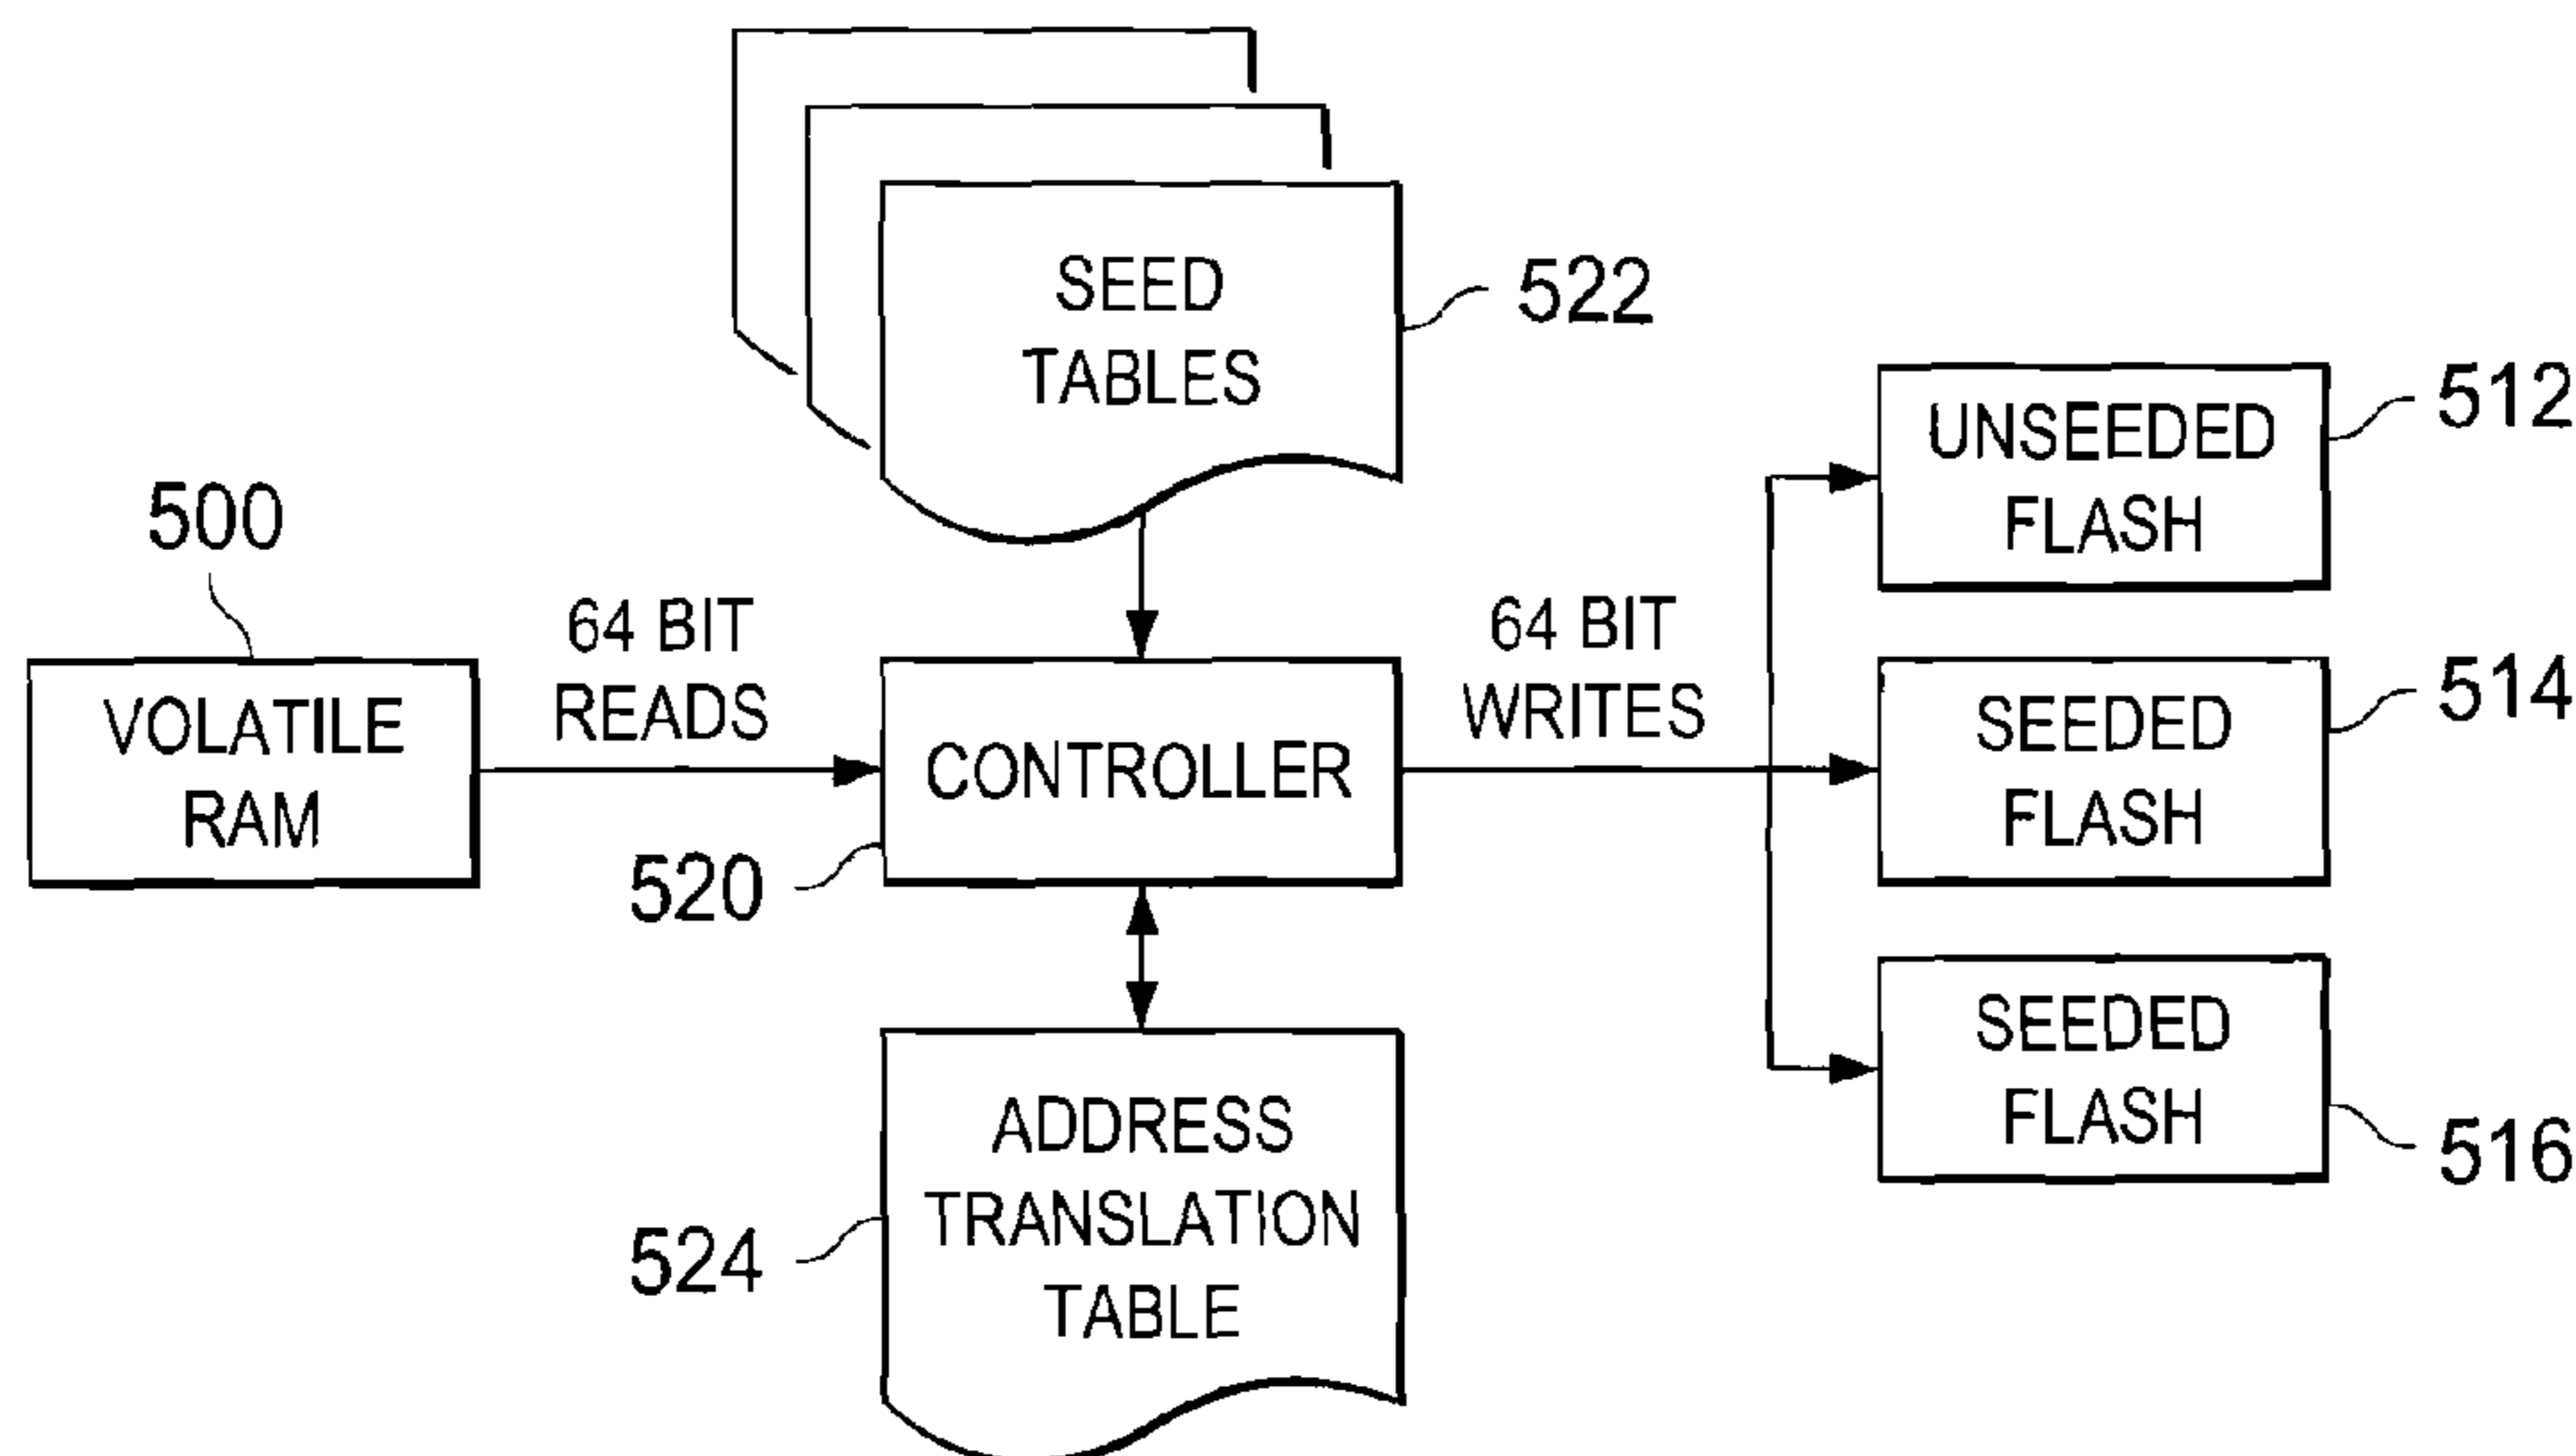 SEED
TABLES
522
500
VOLATILE
RAM
64 BIT
READS
CONTROLLER
520
64 BIT
WRITES
UNSEEDED
FLASH
512
SEEDED
FLASH
514
SEEDED
FLASH
516
ADDRESS
TRANSLATION
TABLE
524